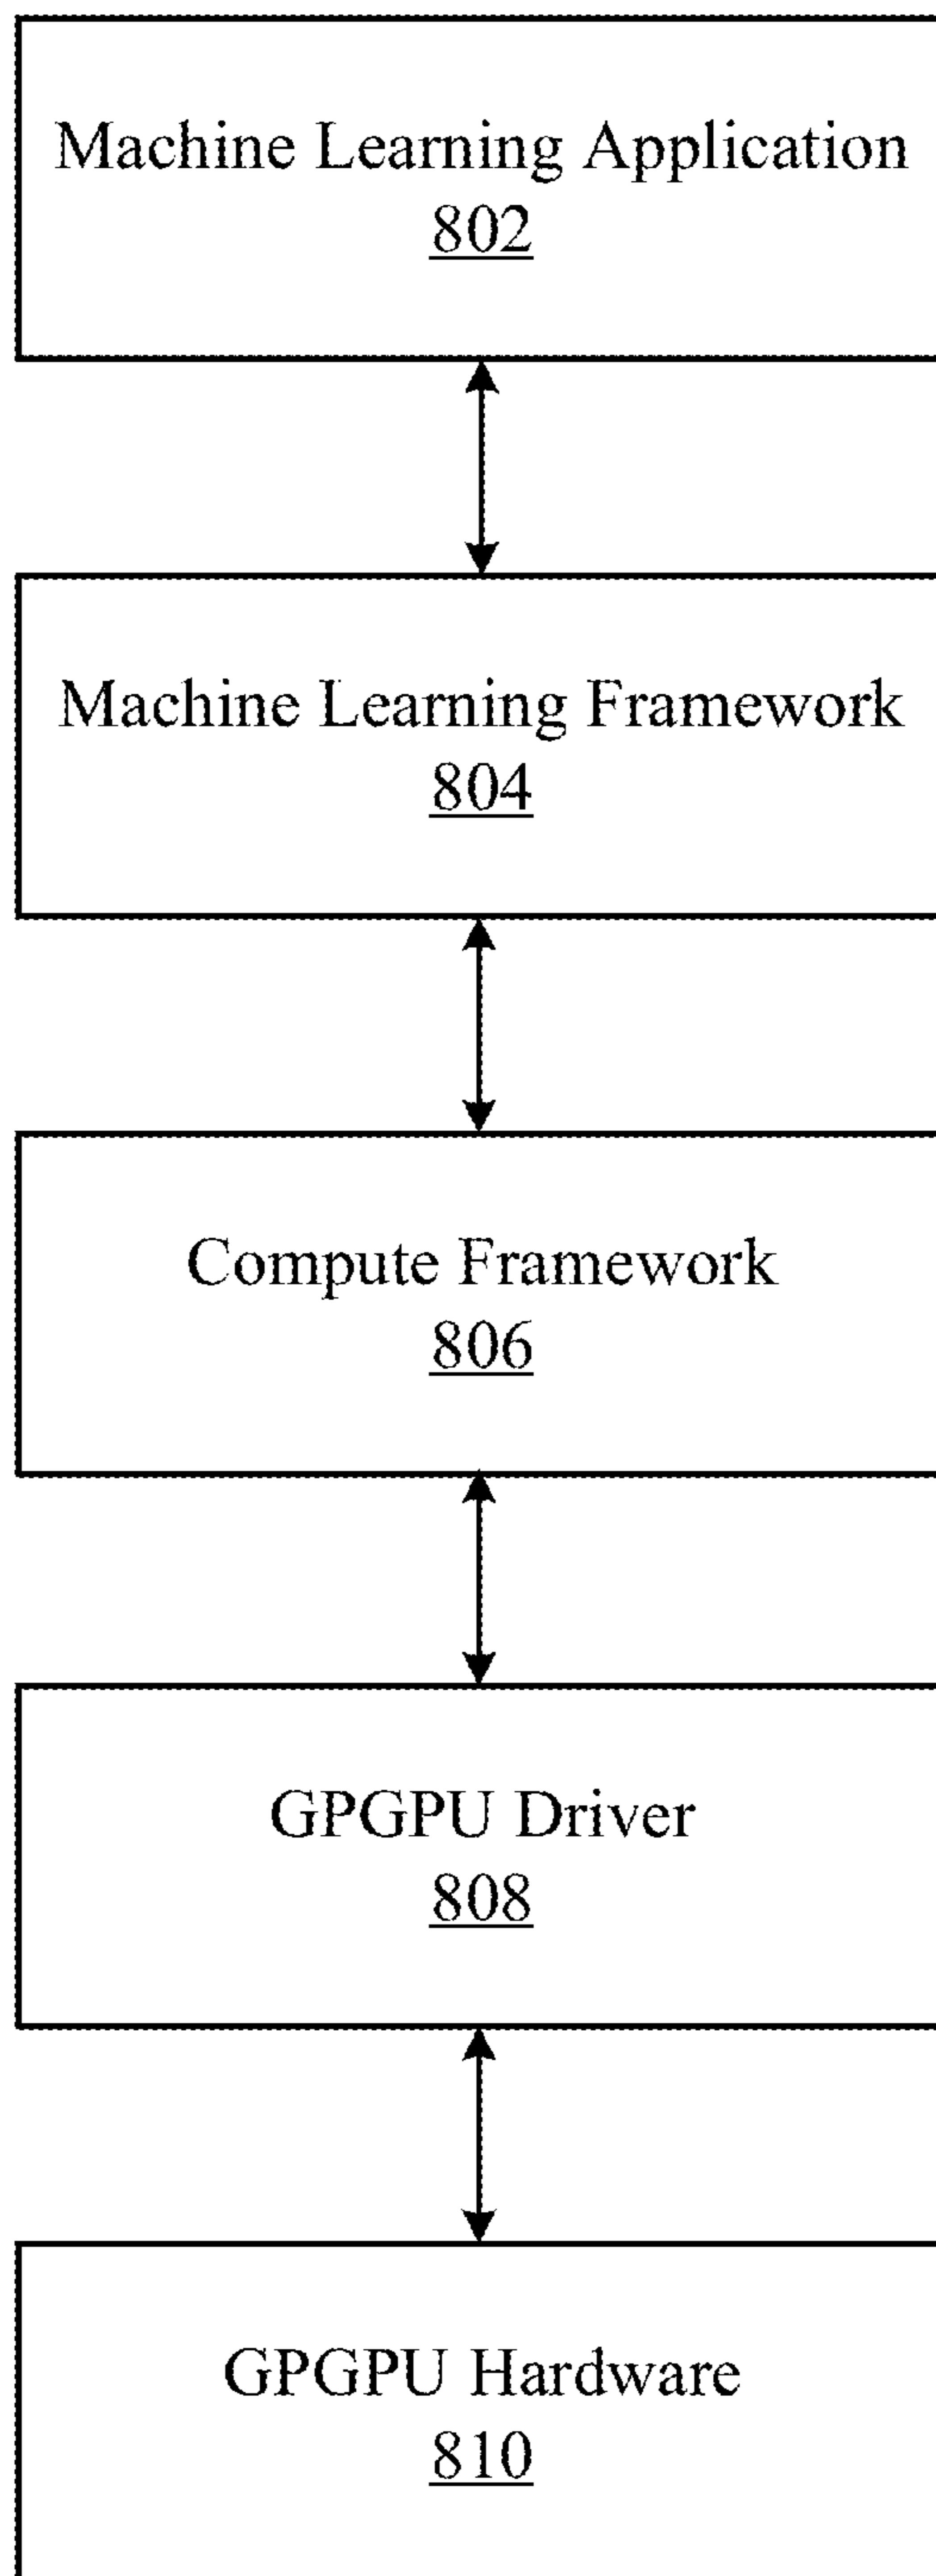 Machine Learning Application
802
Machine Learning Framework
804
Compute Framework
806
GPGPU Driver
808
GPGPU Hardware
810